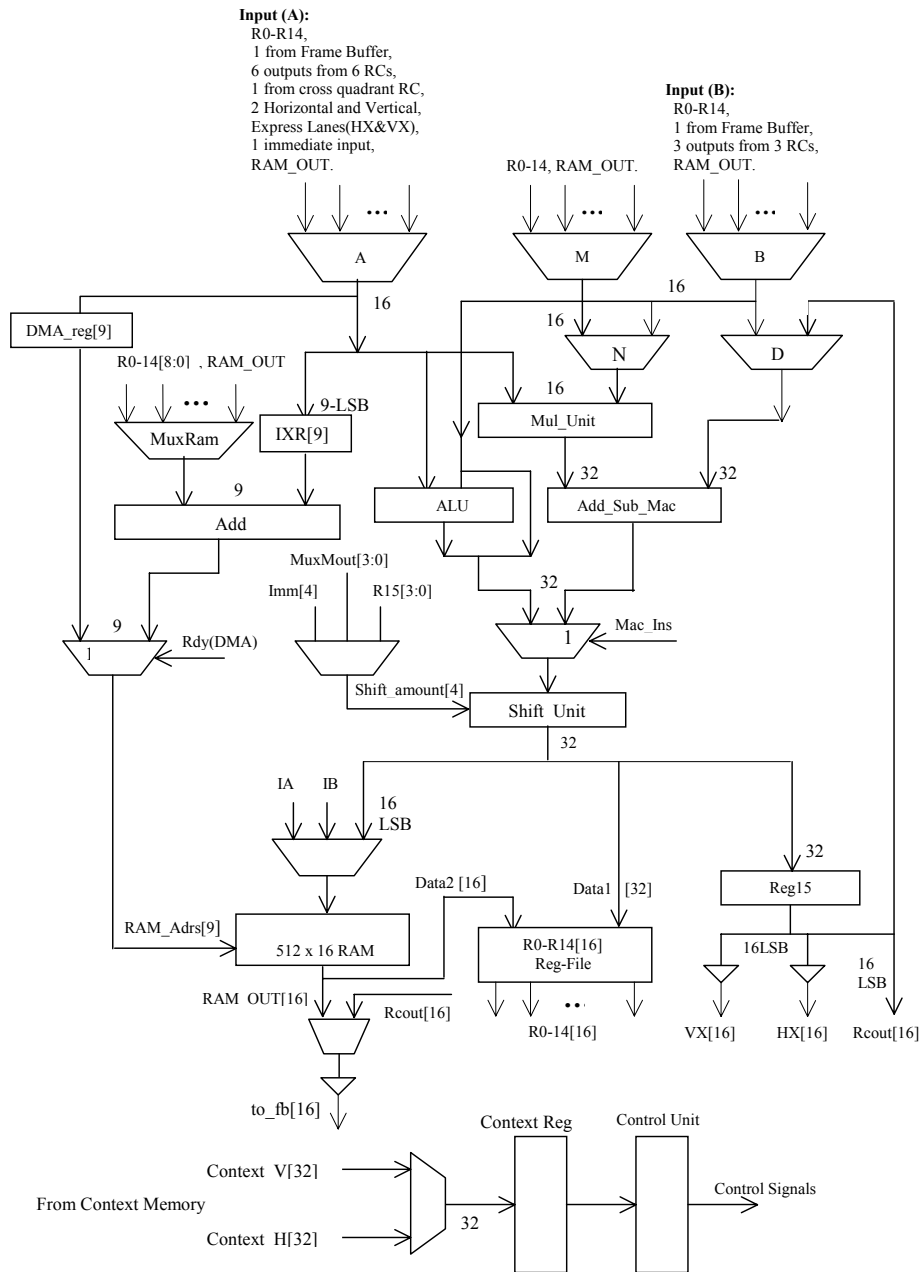 Input (A):
R0-R14,
1 from Frame Buffer,
6 outputs from 6 RCs,
1 from cross quadrant RC,
2 Horizontal and Vertical,
Express Lanes(HX&VX),
1 immediate input,
RAM_OUT.
Input (B):
R0-R14,
1 from Frame Buffer,
3 outputs from 3 RCs,
RAM_OUT.
R0-14, RAM_OUT.
...
...
...
A
M
B
16
16
16
DMA_reg[9]
N
D
R0-14[8:0] , RAM_OUT
...
9-LSB
16
MuxRam
IXR[9]
Mul_Unit
32
32
9
ALU
Add_Sub_Mac
Add
MuxMout[3:0]
Imm[4]
R15[3:0]
32
9
1
Rdy(DMA)
1
Mac_Ins
Shift_amount[4]
Shift Unit
32
IA
IB
16
LSB
32
Data2 [16]
Data1
[32]
Reg15
RAM_Adrs[9]
512 x 16 RAM
R0-R14[16]
Reg-File
16LSB
16
LSB
RAM OUT[16]
Rcout[16]
..
R0-14[16]
VX[16]
HX[16]
Rcout[16]
to_fb[16]
Context Reg
Control Unit
Context V[32]
From Context Memory
32
Control Signals
Context H[32]